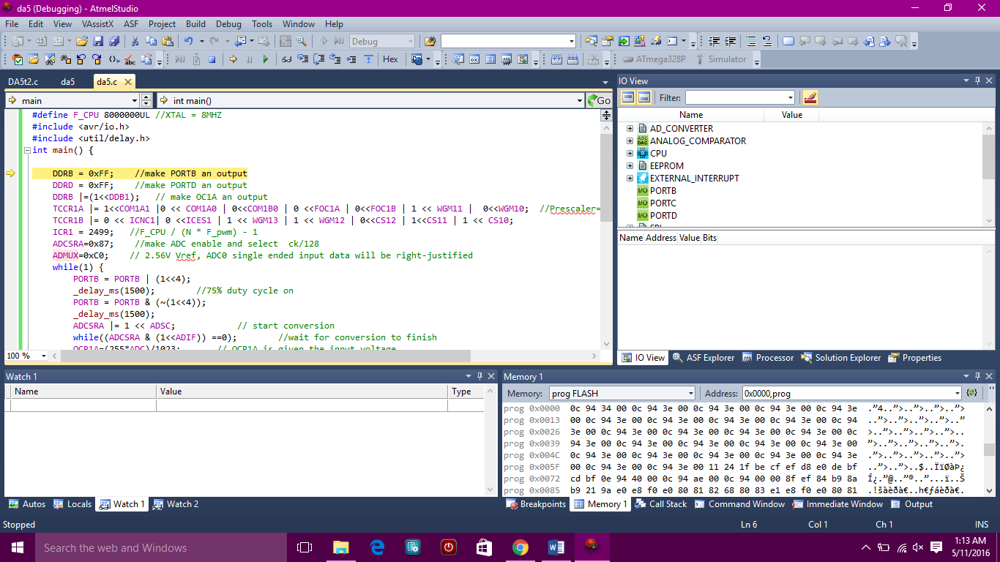 da5 (Debugging) - AtmelStudio
File Edit View VAssistX ASF Project Build Debug Tools Window Help
Debug
Hex
ATmega328P Simulator
DA5t2.c da5 da5.c
main int main() Go
#define F_CPU 8000000UL //XTAL = 8MHZ
#include <avr/io.h>
#include <util/delay.h>
int main() {
DDRB = 0xFF; //make PORTB an output
DDRD = 0xFF; //make PORTD an output
DDRB |=(1<<DDB1); // make OC1A an output
TCCR1A |= 1<<COM1A1 |0 << COM1A0 | 0<<COM1B0 | 0 <<FOC1A | 0<<FOC1B | 1 << WGM11 | 0<<WGM10; //Prescaler=
TCCR1B |= 0 << ICNC1| 0 <<ICES1 | 1 << WGM13 | 1 << WGM12 | 0<<CS12 | 1<<CS11 | 1 << CS10;
ICR1 = 2499; //F_CPU / (N * F_pwm) - 1
ADCSRA=0x87; //make ADC enable and select ck/128
ADMUX=0xC0; // 2.56V Vref, ADC0 single ended input data will be right-justified
while(1) {
PORTB = PORTB | (1<<4);
_delay_ms(1500); //75% duty cycle on
PORTB = PORTB & (~(1<<4));
_delay_ms(1500);
ADCSRA |= 1 << ADSC; // start conversion
while((ADCSRA & (1<<ADIF)) ==0); //wait for conversion to finish
OCR1A=(255*ADC)/1023; // OCR1A is given the input voltage
100 %
IO View
Filter:
Name Value
AD_CONVERTER
ANALOG_COMPARATOR
CPU
EEPROM
EXTERNAL_INTERRUPT
PORTB
PORTC
PORTD
Name Address Value Bits
IO View ASF Explorer Processor Solution Explorer Properties
Watch 1
Name Value Type
Autos Locals Watch 1 Watch 2
Memory 1
Memory: prog FLASH Address: 0x0000,prog
prog 0x0000 0c 94 34 00 0c 94 3e 00 0c 94 3e 00 0c 94 3e 00 0c 94 3e .”4..”>..”>..”>..”>
prog 0x0013 00 0c 94 3e 00 0c 94 3e 00 0c 94 3e 00 0c 94 3e 00 0c 94 ..”>..”>..”>..”>..”
prog 0x0026 3e 00 0c 94 3e 00 0c 94 3e 00 0c 94 3e 00 0c 94 3e 00 0c >..”>..”>..”>..”>..
prog 0x0039 94 3e 00 0c 94 3e 00 0c 94 3e 00 0c 94 3e 00 0c 94 3e 00 ”>..”>..”>..”>..”>.
prog 0x004C 0c 94 3e 00 0c 94 3e 00 0c 94 3e 00 0c 94 3e 00 0c 94 3e .”>..”>..”>..”>..”>
prog 0x005F 00 0c 94 3e 00 0c 94 3e 00 11 24 1f be cf ef d8 e0 de bf ..”>..”>..$..ÏïØàÞ¿
prog 0x0072 cd bf 0e 94 40 00 0c 94 ae 00 0c 94 00 00 8f ef 84 b9 8a Í¿.”@..”®..”...ï..Š
prog 0x0085 b9 21 9a e0 e8 f0 e0 80 81 82 68 80 83 e1 e8 f0 e0 80 81 .!šàèðà€..h€ƒáèðà€.
Breakpoints Memory 1 Call Stack Command Window Immediate Window Output
Stopped Ln 6 Col 1 Ch 1 INS
Search the web and Windows
1:13 AM
5/11/2016